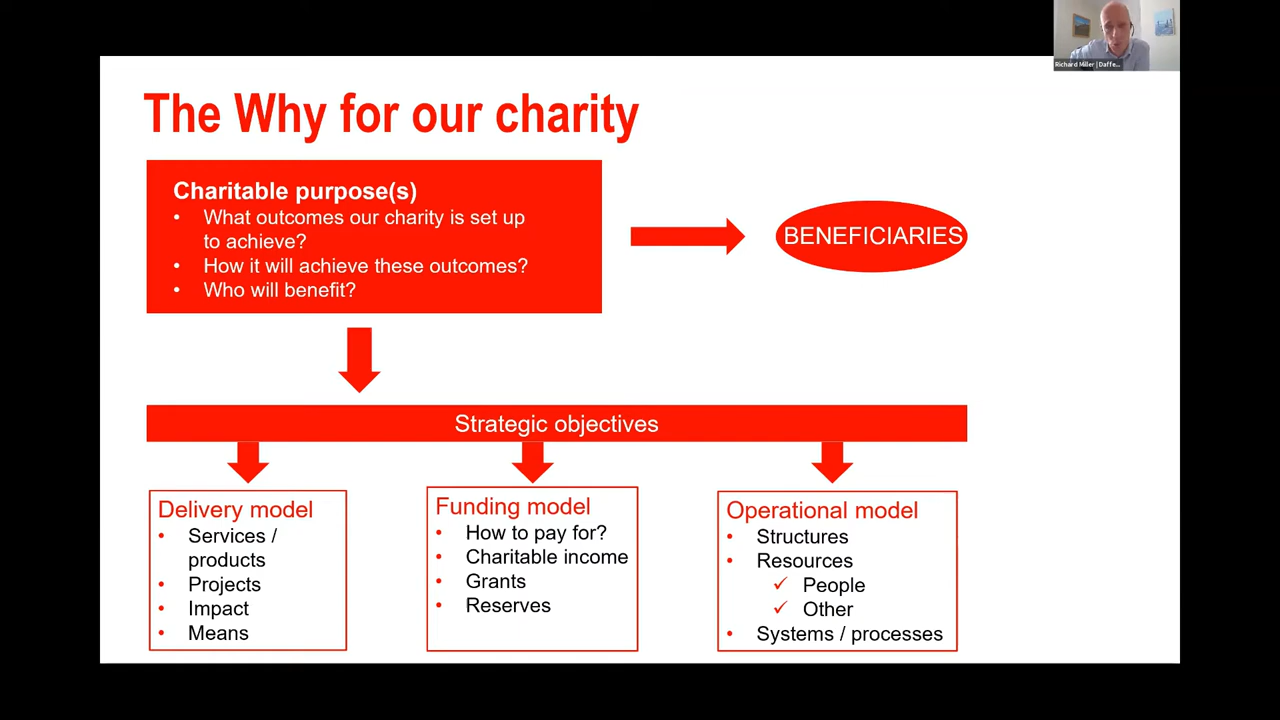 Richard Miller | Daffe...
The Why for our charity
Charitable purpose(s)
• What outcomes our charity is set up
to achieve?
• How it will achieve these outcomes?
• Who will benefit?
BENEFICIARIES
Strategic objectives
Delivery model
• Services /
products
• Projects
• Impact
• Means
Funding model
• How to pay for?
• Charitable income
• Grants
• Reserves
Operational model
• Structures
• Resources
✓ People
✓ Other
• Systems / processes